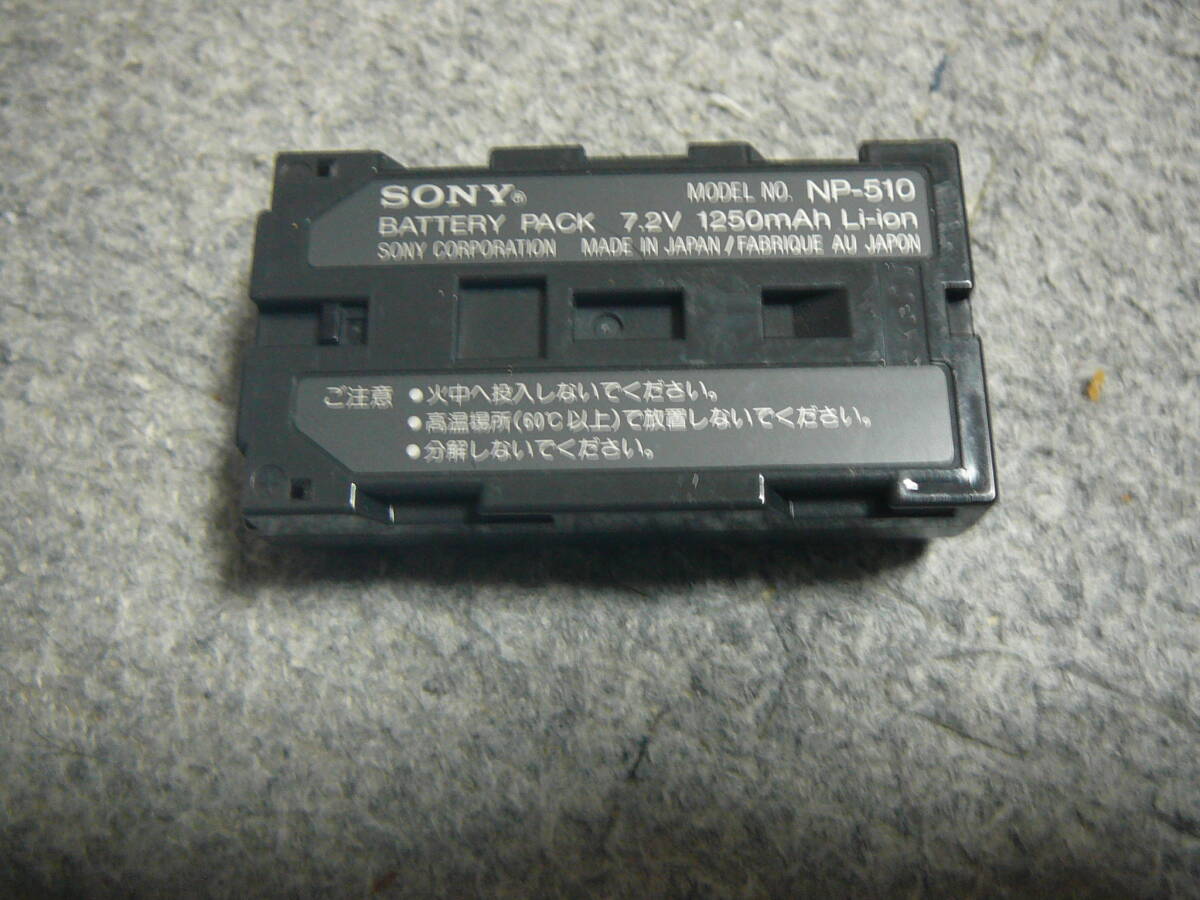 SONY®
MODEL NO. NP-510
BATTERY PACK 7.2V 1250mAh Li-ion
SONY CORPORATION MADE IN JAPAN/FABRIQUE AU JAPON
ご注意 ●火中へ投入しないでください。
●高温場所(60℃以上)で放置しないでください。
●分解しないでください。